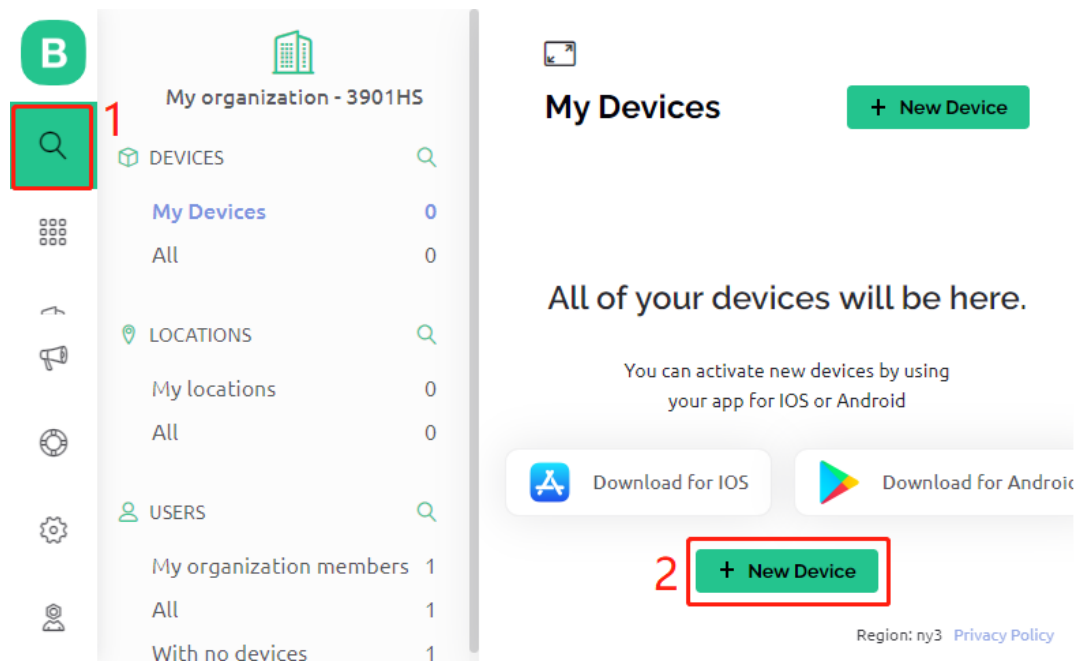 B
1
My organization - 3901HS
DEVICES
My Devices 0
All 0
LOCATIONS
My locations 0
All 0
USERS
My organization members 1
All 1
With no devices 1
My Devices
+ New Device
All of your devices will be here.
You can activate new devices by using
your app for IOS or Android
Download for IOS
Download for Android
2
+ New Device
Region: ny3 Privacy Policy